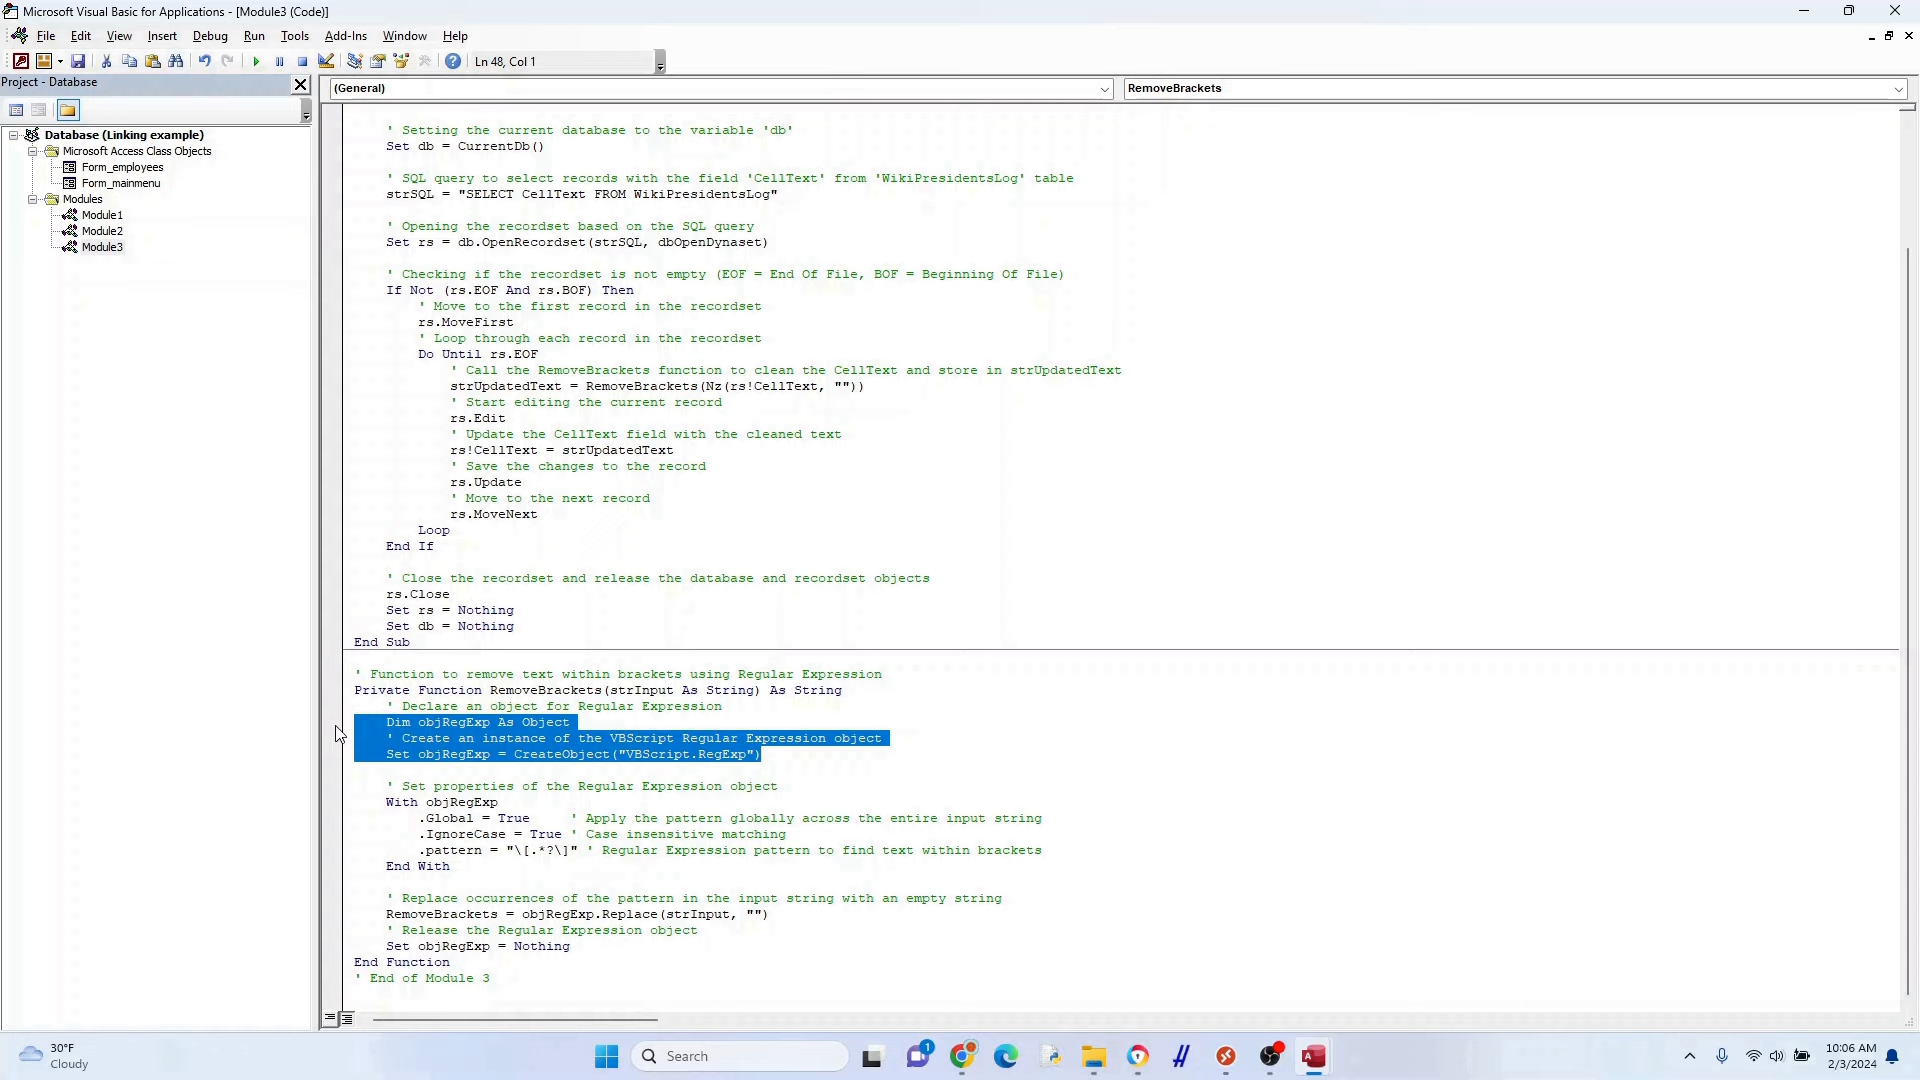 Microsoft Visual Basic for Applications - [Module3 (Code)]
File Edit View Insert Format Debug Run Tools Add-Ins Window Help
Ln 48, Col 1
Project - Database
(General)
RemoveBrackets
Database (Linking example)
Microsoft Access Class Objects
Form_employees
Form_mainmenu
Modules
Module1
Module2
Module3
' Setting the current database to the variable 'db'
Set db = CurrentDb()
' SQL query to select records with the field 'CellText' from 'WikiPresidentsLog' table
strSQL = "SELECT CellText FROM WikiPresidentsLog"
' Opening the recordset based on the SQL query
Set rs = db.OpenRecordset(strSQL, dbOpenDynaset)
' Checking if the recordset is not empty (EOF = End Of File, BOF = Beginning Of File)
If Not (rs.EOF And rs.BOF) Then
' Move to the first record in the recordset
rs.MoveFirst
' Loop through each record in the recordset
Do Until rs.EOF
' Call the RemoveBrackets function to clean the CellText and store in strUpdatedText
strUpdatedText = RemoveBrackets(Nz(rs!CellText, ""))
' Start editing the current record
rs.Edit
' Update the CellText field with the cleaned text
rs!CellText = strUpdatedText
' Save the changes to the record
rs.Update
' Move to the next record
rs.MoveNext
Loop
End If
' Close the recordset and release the database and recordset objects
rs.Close
Set rs = Nothing
Set db = Nothing
End Sub
' Function to remove text within brackets using Regular Expression
Private Function RemoveBrackets(strInput As String) As String
' Declare an object for Regular Expression
Dim objRegExp As Object
' Create an instance of the VBScript Regular Expression object
Set objRegExp = CreateObject("VBScript.RegExp")
' Set properties of the Regular Expression object
With objRegExp
.Global = True ' Apply the pattern globally across the entire input string
.IgnoreCase = True ' Case insensitive matching
.pattern = "\[.*?\]" ' Regular Expression pattern to find text within brackets
End With
' Replace occurrences of the pattern in the input string with an empty string
RemoveBrackets = objRegExp.Replace(strInput, "")
' Release the Regular Expression object
Set objRegExp = Nothing
End Function
' End of Module 3
30°F
Cloudy
Search
1
10:06 AM
2/3/2024